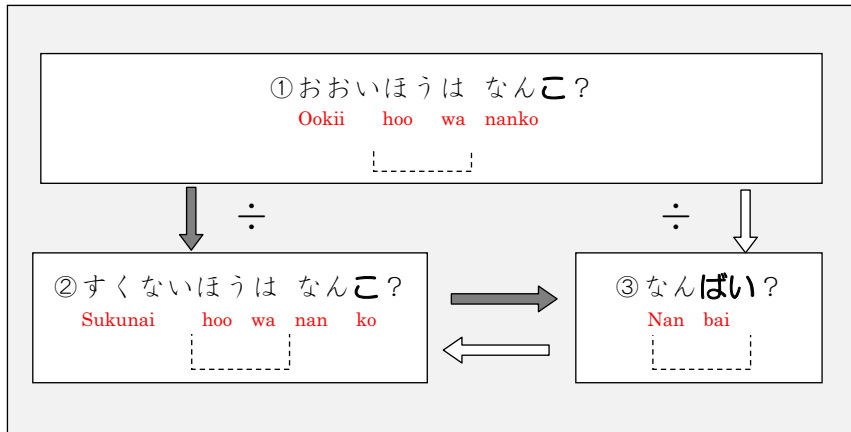 ①おおいほうは なんこ？
Ookii hoo wa nanko
÷ ÷
②すくないほうは なんこ？
Sukunai hoo wa nan ko
③なんばい？
Nan bai